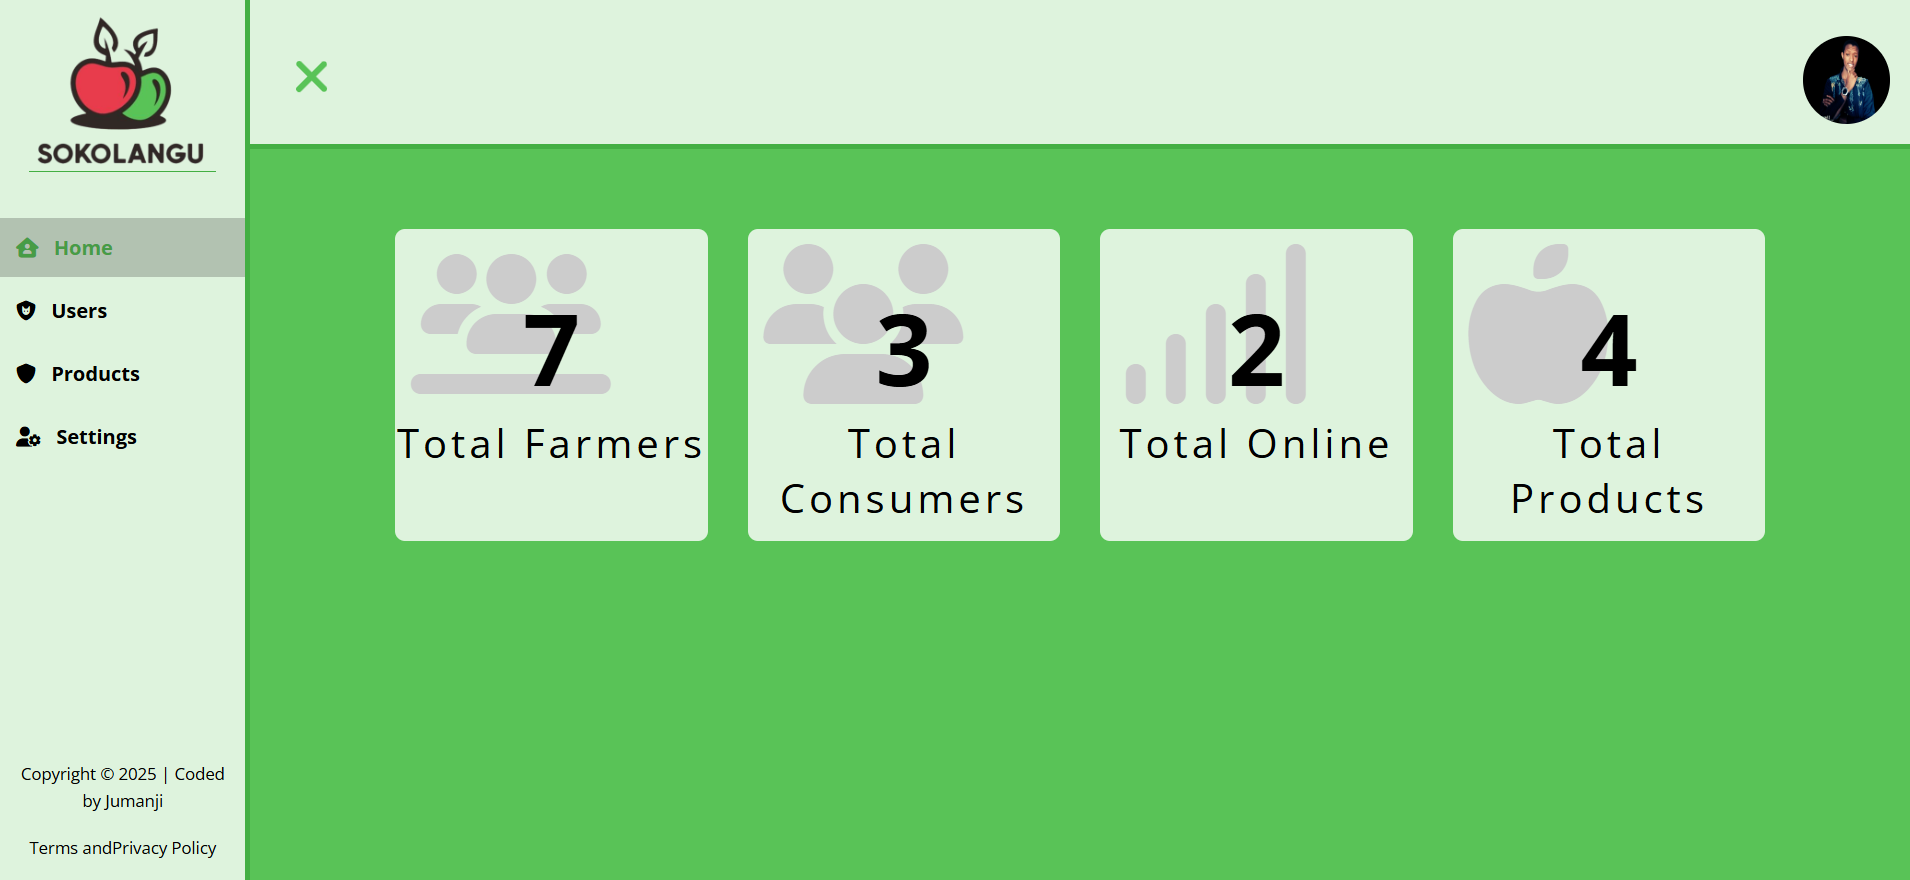 SOKOLANGU
Home
Users
Products
Settings
Copyright © 2025 | Coded
by Jumanji
Terms andPrivacy Policy
7
Total Farmers
3
Total
Consumers
2
Total Online
4
Total
Products